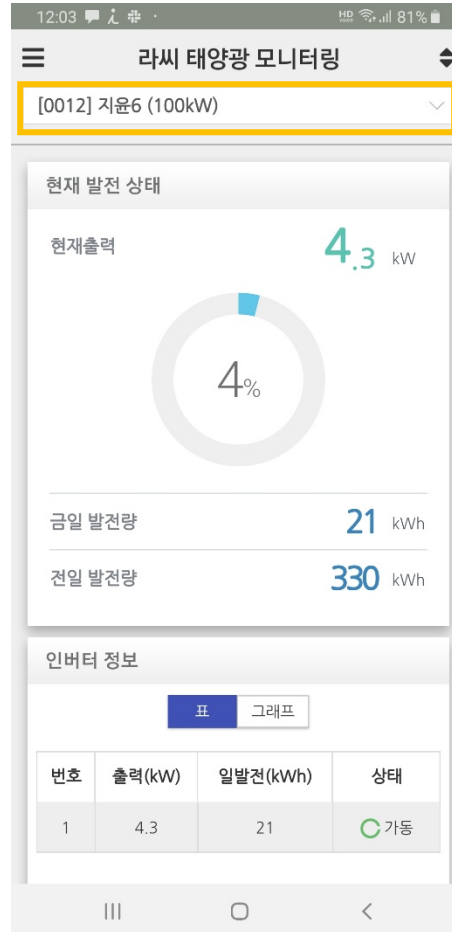 12:03
81%
라씨 태양광 모니터링
[0012] 지윤6 (100kW)
현재 발전 상태
현재출력 4.3 kW
4%
금일 발전량 21 kWh
전일 발전량 330 kWh
인버터 정보
표 그래프
번호 출력(kW) 일발전(kWh) 상태
1 4.3 21 가동